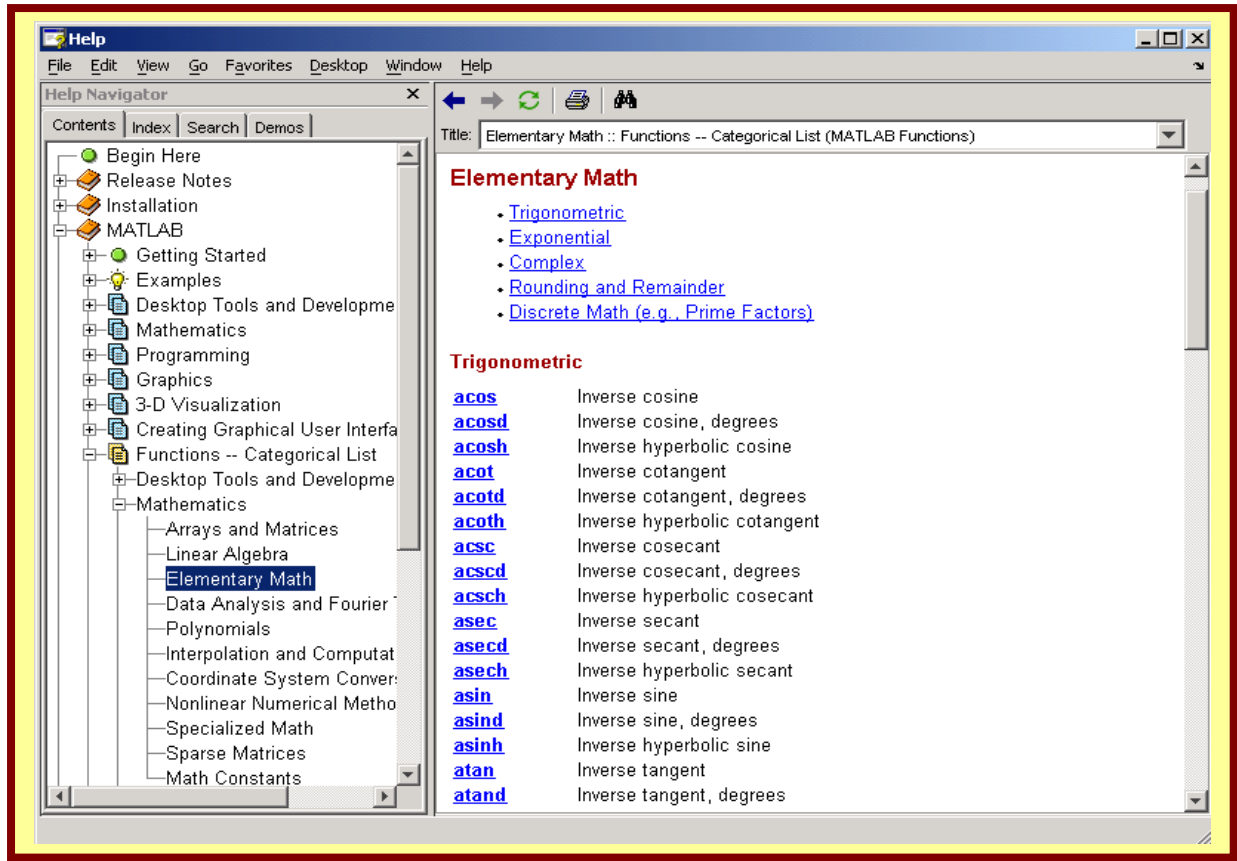 Help
File Edit View Go Favorites Desktop Window Help
Help Navigator
Contents Index Search Demos
Begin Here
Release Notes
Installation
MATLAB
Getting Started
Examples
Desktop Tools and Developme
Mathematics
Programming
Graphics
3-D Visualization
Creating Graphical User Interfa
Functions -- Categorical List
Desktop Tools and Developme
Mathematics
Arrays and Matrices
Linear Algebra
Elementary Math
Data Analysis and Fourier
Polynomials
Interpolation and Computat
Coordinate System Conver
Nonlinear Numerical Metho
Specialized Math
Sparse Matrices
Math Constants
Title: Elementary Math :: Functions -- Categorical List (MATLAB Functions)
Elementary Math
• Trigonometric
• Exponential
• Complex
• Rounding and Remainder
• Discrete Math (e.g., Prime Factors)
Trigonometric
acos Inverse cosine
acosd Inverse cosine, degrees
acosh Inverse hyperbolic cosine
acot Inverse cotangent
acotd Inverse cotangent, degrees
acoth Inverse hyperbolic cotangent
acsc Inverse cosecant
acscd Inverse cosecant, degrees
acsch Inverse hyperbolic cosecant
asec Inverse secant
asecd Inverse secant, degrees
asech Inverse hyperbolic secant
asin Inverse sine
asind Inverse sine, degrees
asinh Inverse hyperbolic sine
atan Inverse tangent
atand Inverse tangent, degrees